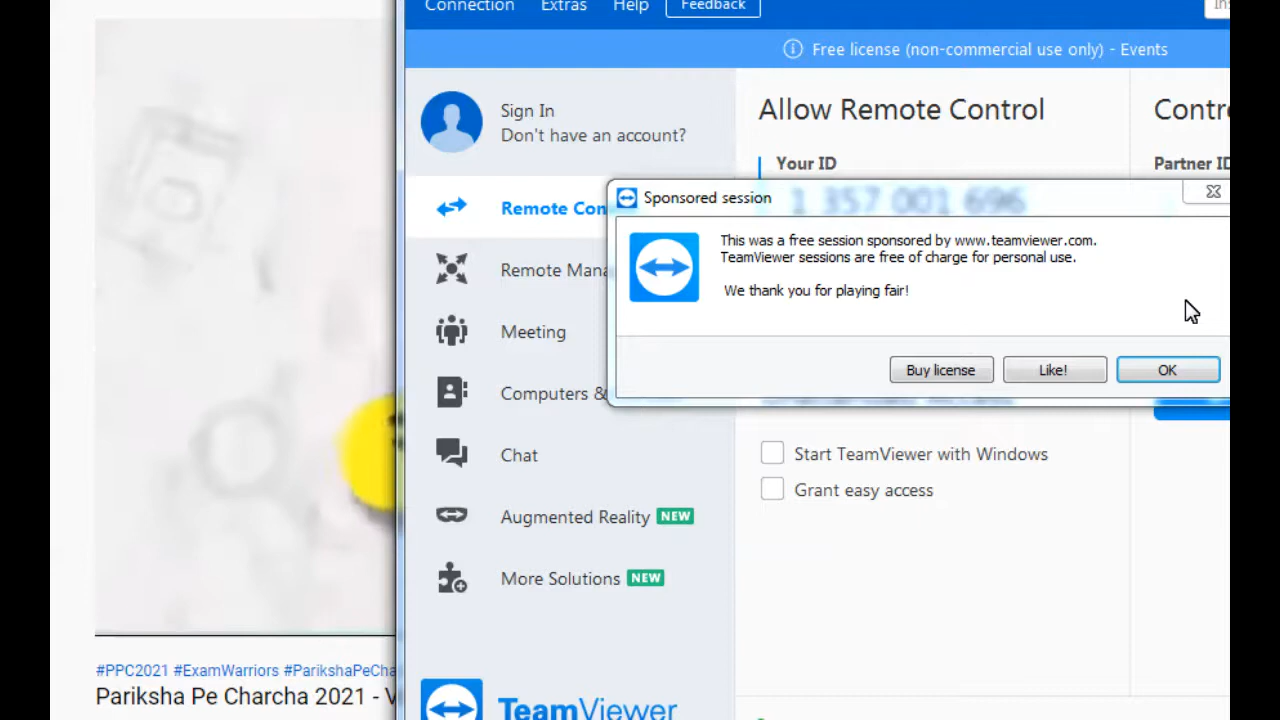 Connection Extras Help Feedback
Free license (non-commercial use only) - Events
Sign In
Don't have an account?
Allow Remote Control
Your ID
1 357 001 696
Partner ID
Remote Con
Sponsored session
This was a free session sponsored by www.teamviewer.com.
TeamViewer sessions are free of charge for personal use.
We thank you for playing fair!
Buy license Like! OK
Remote Mana
Meeting
Computers &
Chat
Augmented Reality NEW
More Solutions NEW
Start TeamViewer with Windows
Grant easy access
TeamViewer
#PPC2021 #ExamWarriors #ParikshaPeCha
Pariksha Pe Charcha 2021 - V